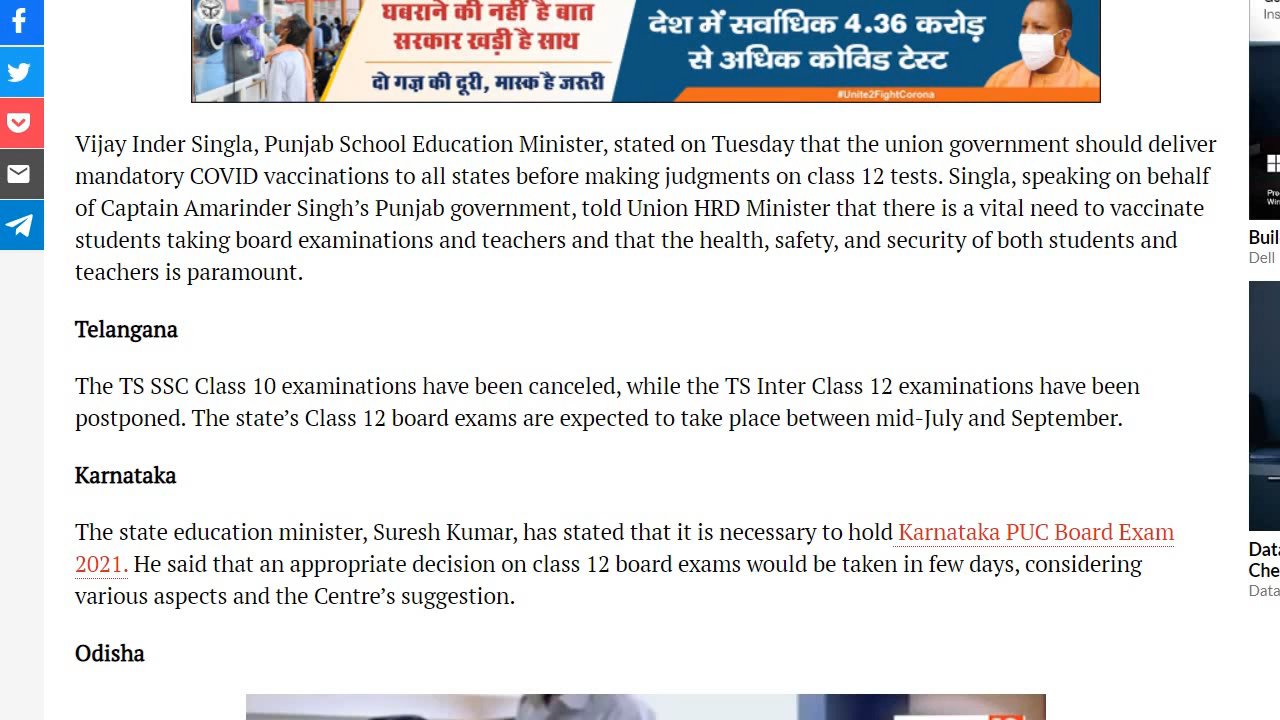 घबराने की नहीं है बात
सरकार खड़ी है साथ
दो गज़ की दूरी, मास्क है जरूरी
देश में सर्वाधिक 4.36 करोड़
से अधिक कोविड टेस्ट
#Unite2FightCorona
Vijay Inder Singla, Punjab School Education Minister, stated on Tuesday that the union government should deliver
mandatory COVID vaccinations to all states before making judgments on class 12 tests. Singla, speaking on behalf
of Captain Amarinder Singh’s Punjab government, told Union HRD Minister that there is a vital need to vaccinate
students taking board examinations and teachers and that the health, safety, and security of both students and
teachers is paramount.
Telangana
The TS SSC Class 10 examinations have been canceled, while the TS Inter Class 12 examinations have been
postponed. The state’s Class 12 board exams are expected to take place between mid-July and September.
Karnataka
The state education minister, Suresh Kumar, has stated that it is necessary to hold Karnataka PUC Board Exam
2021. He said that an appropriate decision on class 12 board exams would be taken in few days, considering
various aspects and the Centre’s suggestion.
Odisha
Ins
Buil
Dell
Data
Che
Data